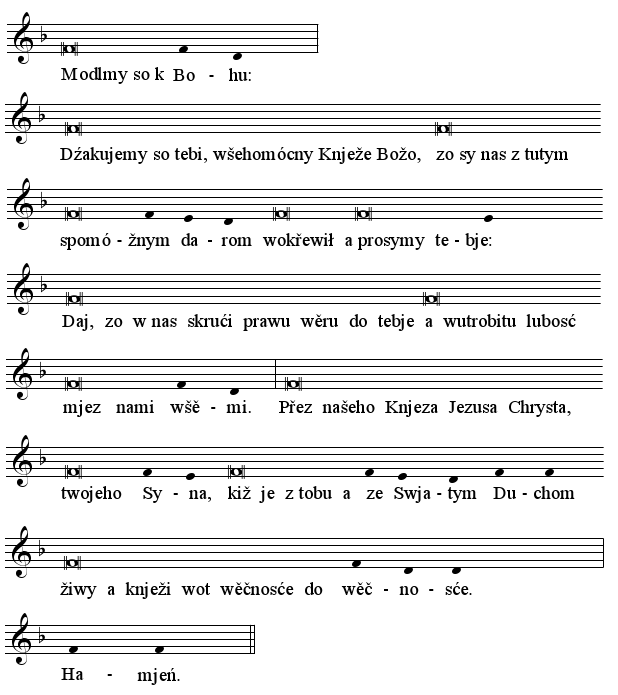 Modlmy so k Bo - hu:
Dźakujemy so tebi, wšehomócny Knježe Božo, zo sy nas z tutym
spomó - žnym da - rom wokřewił a prosymy te - bje:
Daj, zo w nas skrući prawu wěru do tebje a wutrobitu lubosć
mjez nami wšě - mi. Přez našeho Knjeza Jezusa Chrysta,
twojeho Sy - na, kiž je z tobu a ze Swja - tym Du - chom
žiwy a knježi wot wěčnosće do wěč - no - sće.
Ha - mjeń.